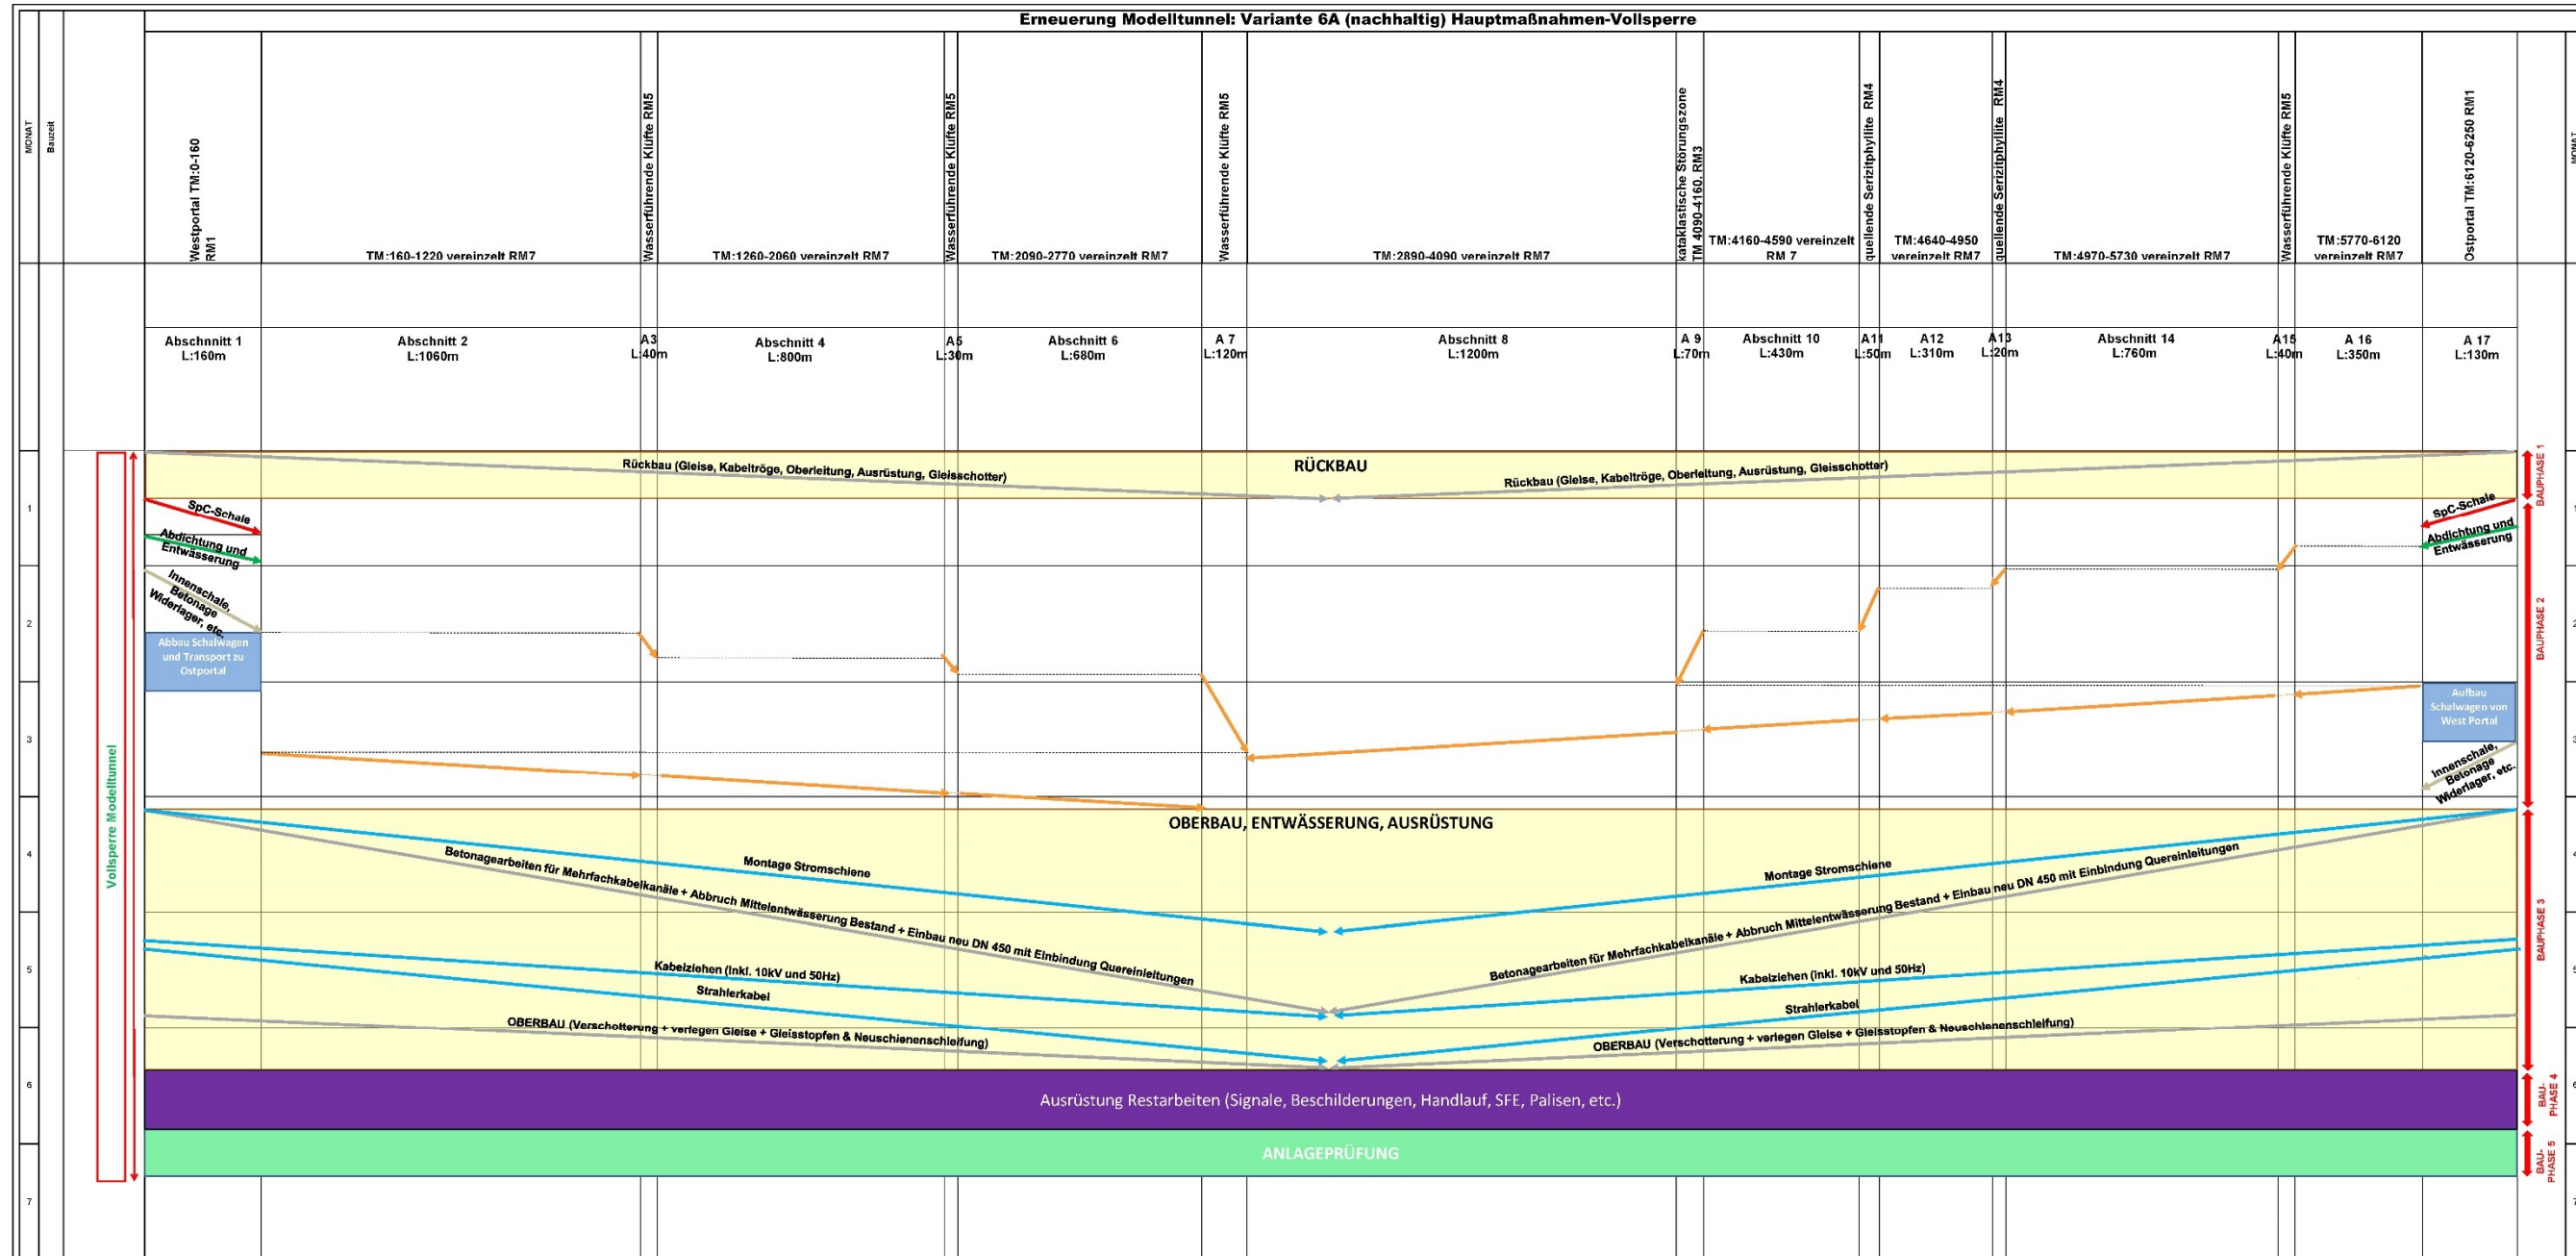 Erneuerung Modelltunnel: Variante 6A (nachhaltig) Hauptmaßnahmen-Vollsperre
MONAT
Bauzeit
Westportal TM:0-160
RM1
TM:160-1220 vereinzelt RM7
Wasserführende Klüfte RM5
TM:1260-2060 vereinzelt RM7
Wasserführende Klüfte RM5
TM:2090-2770 vereinzelt RM7
Wasserführende Klüfte RM5
TM:2890-4090 vereinzelt RM7
kataklastische Störungszone
TM 4090-4160. RM3
TM:4160-4590 vereinzelt
RM 7
quellende Serizitphyllite RM4
TM:4640-4950
vereinzelt RM7
quellende Serizitphyllite RM4
TM:4970-5730 vereinzelt RM7
Wasserführende Klüfte RM5
TM:5770-6120
vereinzelt RM7
Ostportal TM:6120-6250 RM1
MONAT
Abschnnitt 1
L:160m
Abschnitt 2
L:1060m
A3
L:40m
Abschnitt 4
L:800m
A5
L:30m
Abschnitt 6
L:680m
A 7
L:120m
Abschnitt 8
L:1200m
A 9
L:70m
Abschnitt 10
L:430m
A11
L:50m
A12
L:310m
A13
L:20m
Abschnitt 14
L:760m
A15
L:40m
A 16
L:350m
A 17
L:130m
RÜCKBAU
Rückbau (Gleise, Kabeltröge, Oberleitung, Ausrüstung, Gleisschotter)
Rückbau (Gleise, Kabeltröge, Oberleitung, Ausrüstung, Gleisschotter)
BAUPHASE 1
1
SpC-Schale
Abdichtung und
Entwässerung
SpC-Schale
Abdichtung und
Entwässerung
Innenschale,
Betonage
Widerlager, etc.
2
BAUPHASE 2
2
Abbau Schalwagen
und Transport zu
Ostportal
Aufbau
Schalwagen von
West Portal
3
3
Innenschale,
Betonage
Widerlager, etc.
Vollsperre Modelltunnel
OBERBAU, ENTWÄSSERUNG, AUSRÜSTUNG
4
Montage Stromschiene
Betonagearbeiten für Mehrfachkabelkanäle + Abbruch Mittelentwässerung Bestand + Einbau neu DN 450 mit Einbindung Quereinleitungen
Montage Stromschiene
Betonagearbeiten für Mehrfachkabelkanäle + Abbruch Mittelentwässerung Bestand + Einbau neu DN 450 mit Einbindung Quereinleitungen
4
BAUPHASE 3
5
Kabelziehen (inkl. 10kV und 50Hz)
Strahlerkabel
Kabelziehen (inkl. 10kV und 50Hz)
Strahlerkabel
5
OBERBAU (Verschotterung + verlegen Gleise + Gleisstopfen & Neuschienenschleifung)
OBERBAU (Verschotterung + verlegen Gleise + Gleisstopfen & Neuschienenschleifung)
6
Ausrüstung Restarbeiten (Signale, Beschilderungen, Handlauf, SFE, Palisen, etc.)
BAU-
PHASE 4
6
ANLAGEPRÜFUNG
BAU-
PHASE 5
7
7